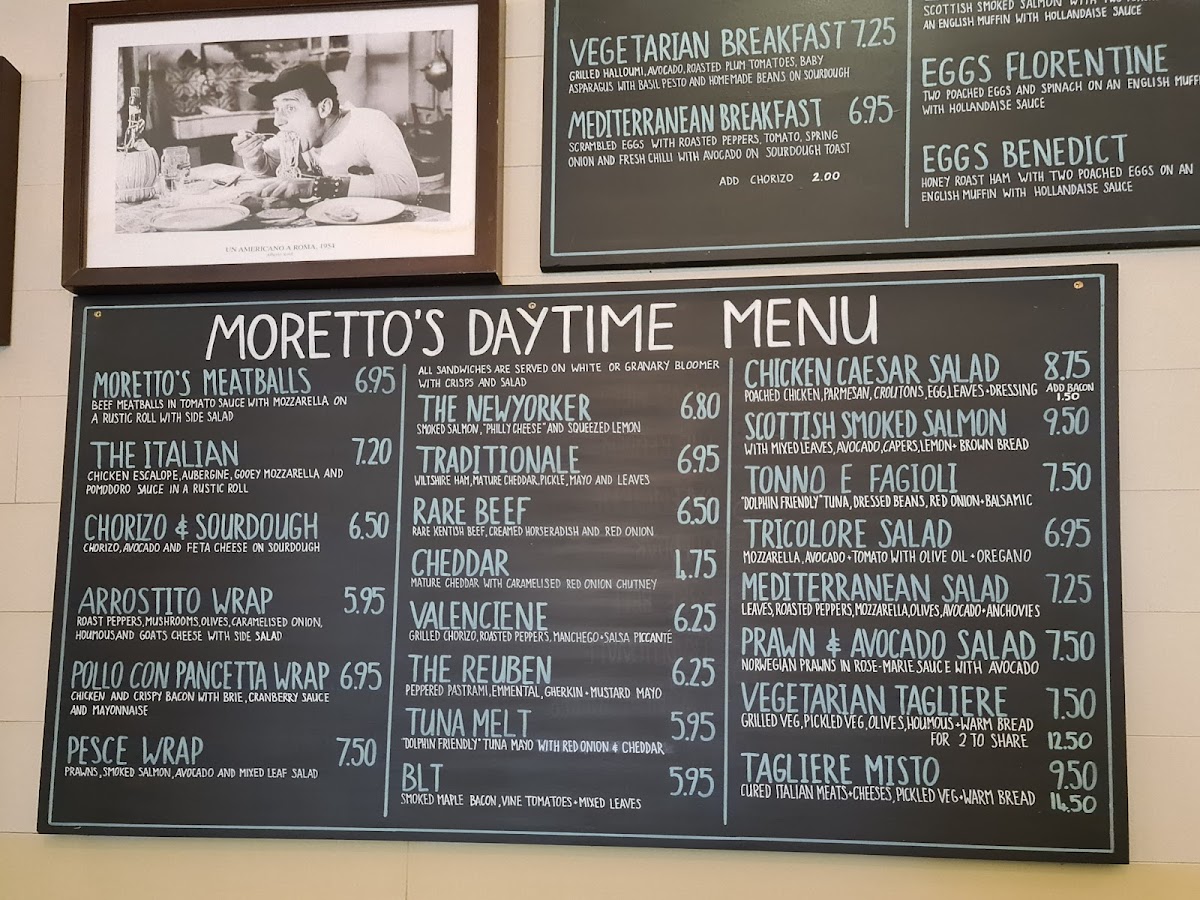 UN AMERICANO A ROMA, 1954
VEGETARIAN BREAKFAST 7.25
GRILLED HALLOUMI, AVOCADO, ROASTED PLUM TOMATOES, BABY
ASPARAGUS WITH BASIL PESTO AND HOMEMADE BEANS ON SOURDOUGH
MEDITERRANEAN BREAKFAST 6.95
SCRAMBLED EGGS WITH ROASTED PEPPERS, TOMATO, SPRING
ONION AND FRESH CHILLI WITH AVOCADO ON SOURDOUGH TOAST
ADD CHORIZO 2.00
SCOTTISH SMOKED SALMON WITH TWO
AN ENGLISH MUFFIN WITH HOLLANDAISE SAUCE
EGGS FLORENTINE
TWO POACHED EGGS AND SPINACH ON AN ENGLISH MUFFI
WITH HOLLANDAISE SAUCE
EGGS BENEDICT
HONEY ROAST HAM WITH TWO POACHED EGGS ON AN
ENGLISH MUFFIN WITH HOLLANDAISE SAUCE
MORETTO'S DAYTIME MENU
MORETTO'S MEATBALLS 6.95
BEEF MEATBALLS IN TOMATO SAUCE WITH MOZZARELLA ON
A RUSTIC ROLL WITH SIDE SALAD
THE ITALIAN 7.20
CHICKEN ESCALOPE, AUBERGINE, GOOEY MOZZARELLA AND
POMODORO SAUCE IN A RUSTIC ROLL
CHORIZO & SOURDOUGH 6.50
CHORIZO, AVOCADO AND FETA CHEESE ON SOURDOUGH
ARROSTITO WRAP 5.95
ROAST PEPPERS, MUSHROOMS, OLIVES, CARAMELISED ONION,
HOUMOUS, AND GOATS CHEESE WITH SIDE SALAD
POLLO CON PANCETTA WRAP 6.95
CHICKEN AND CRISPY BACON WITH BRIE, CRANBERRY SAUCE
AND MAYONNAISE
PESCE WRAP 7.50
PRAWNS, SMOKED SALMON, AVOCADO AND MIXED LEAF SALAD
ALL SANDWICHES ARE SERVED ON WHITE OR GRANARY BLOOMER
WITH CRISPS AND SALAD
THE NEWYORKER 6.80
SMOKED SALMON, "PHILLY CHEESE" AND SQUEEZED LEMON
TRADITIONALE 6.95
WILTSHIRE HAM, MATURE CHEDDAR, PICKLE, MAYO AND LEAVES
RARE BEEF 6.50
RARE KENTISH BEEF, CREAMED HORSERADISH AND RED ONION
CHEDDAR 4.75
MATURE CHEDDAR WITH CARAMELISED RED ONION CHUTNEY
VALENCIENE 6.25
GRILLED CHORIZO, ROASTED PEPPERS, MANCHEGO + SALSA PICCANTÉ
THE REUBEN 6.25
PEPPERED PASTRAMI, EMMENTAL, GHERKIN + MUSTARD MAYO
TUNA MELT 5.95
"DOLPHIN FRIENDLY" TUNA MAYO WITH RED ONION & CHEDDAR
BLT 5.95
SMOKED MAPLE BACON, VINE TOMATOES + MIXED LEAVES
CHICKEN CAESAR SALAD 8.75
POACHED CHICKEN, PARMESAN, CROUTONS, EGG, LEAVES + DRESSING ADD BACON
1.50
SCOTTISH SMOKED SALMON 9.50
WITH MIXED LEAVES, AVOCADO, CAPERS, LEMON + BROWN BREAD
TONNO E FAGIOLI 7.50
"DOLPHIN FRIENDLY" TUNA, DRESSED BEANS, RED ONION + BALSAMIC
TRICOLORE SALAD 6.95
MOZZARELLA, AVOCADO + TOMATO WITH OLIVE OIL + OREGANO
MEDITERRANEAN SALAD 7.25
LEAVES, ROASTED PEPPERS, MOZZARELLA, OLIVES, AVOCADO + ANCHOVIES
PRAWN & AVOCADO SALAD 7.50
NORWEGIAN PRAWNS IN ROSE-MARIE SAUCE WITH AVOCADO
VEGETARIAN TAGLIERE 7.50
GRILLED VEG, PICKLED VEG, OLIVES, HOUMOUS + WARM BREAD
FOR 2 TO SHARE 12.50
TAGLIERE MISTO 9.50
CURED ITALIAN MEATS + CHEESES, PICKLED VEG + WARM BREAD 14.50